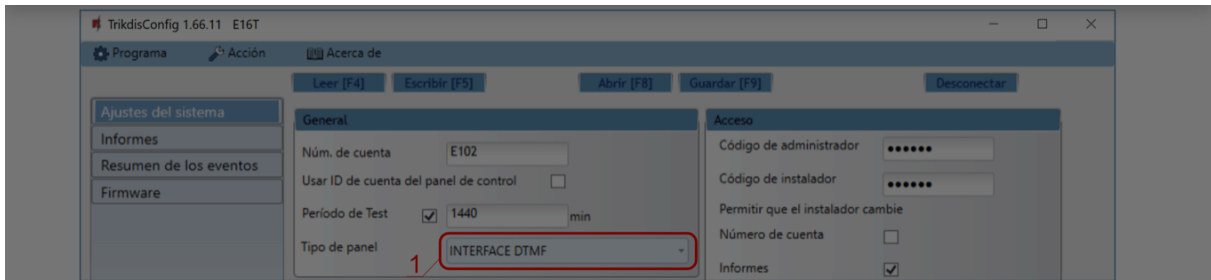 TrikdisConfig 1.66.11 E16T
Programa Acción Acerca de
Leer [F4] Escribir [F5] Abrir [F8] Guardar [F9] Desconectar
Ajustes del sistema
Informes
Resumen de los eventos
Firmware
General
Núm. de cuenta E102
Usar ID de cuenta del panel de control
Período de Test 1440 min
Tipo de panel INTERFACE DTMF
1
Acceso
Código de administrador ••••••
Código de instalador ••••••
Permitir que el instalador cambie
Número de cuenta
Informes